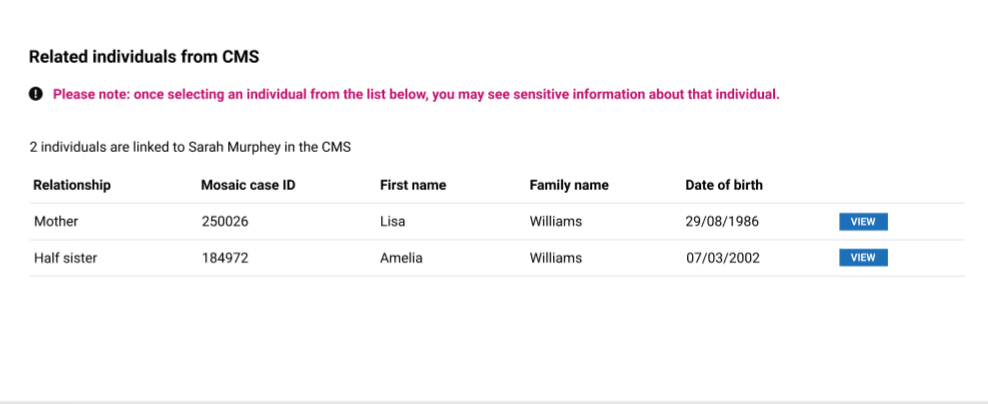 Related individuals from CMS
Please note: once selecting an individual from the list below, you may see sensitive information about that individual.
2 individuals are linked to Sarah Murphey in the CMS
Relationship Mosaic case ID First name Family name Date of birth
Mother 250026 Lisa Williams 29/08/1986 VIEW
Half sister 184972 Amelia Williams 07/03/2002 VIEW